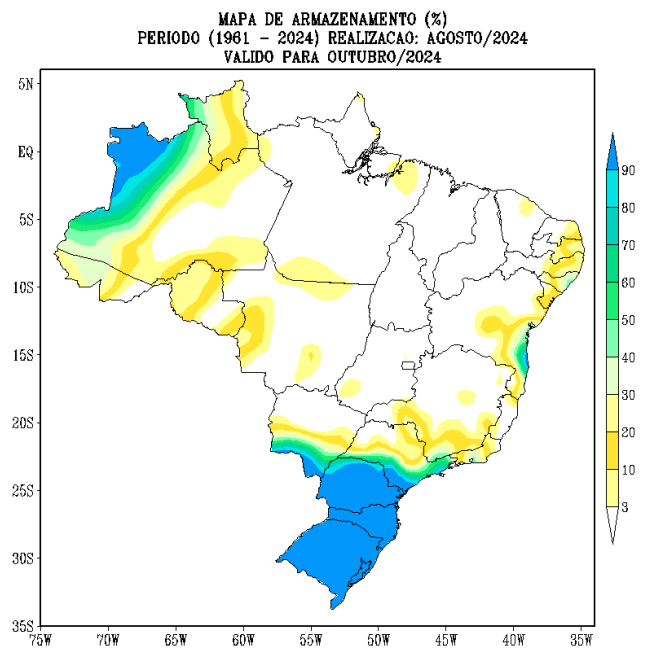 MAPA DE ARMAZENAMENTO (%)
PERIODO (1961 - 2024) REALIZACAO: AGOSTO/2024
VALIDO PARA OUTUBRO/2024
5N
EQ
5S
10S
15S
20S
25S
30S
35S
75W 70W 65W 60W 55W 50W 45W 40W 35W
90
80
70
60
50
40
30
20
10
3